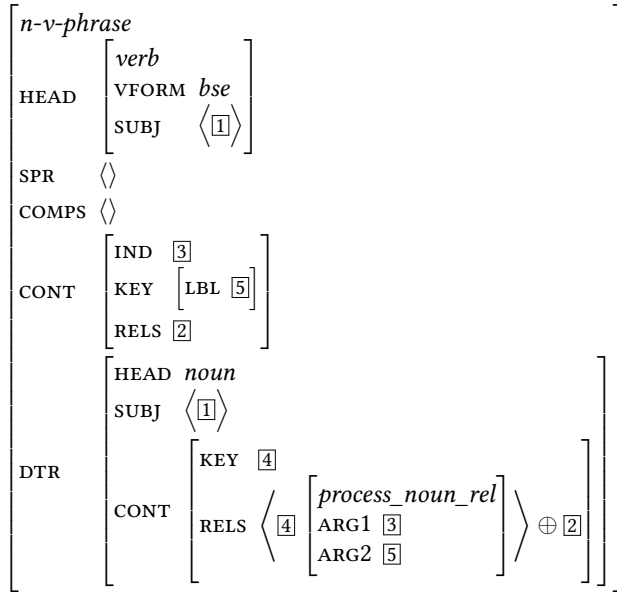 n-v-phrase
HEAD verb
VFORM bse
SUBJ ⟨1⟩
SPR ⟨⟩
COMPS ⟨⟩
CONT IND 3
KEY [LBL 5]
RELS 2
DTR HEAD noun
SUBJ ⟨1⟩
CONT KEY 4
RELS ⟨4 process_noun_rel
ARG1 3
ARG2 5 ⟩ ⊕ 2